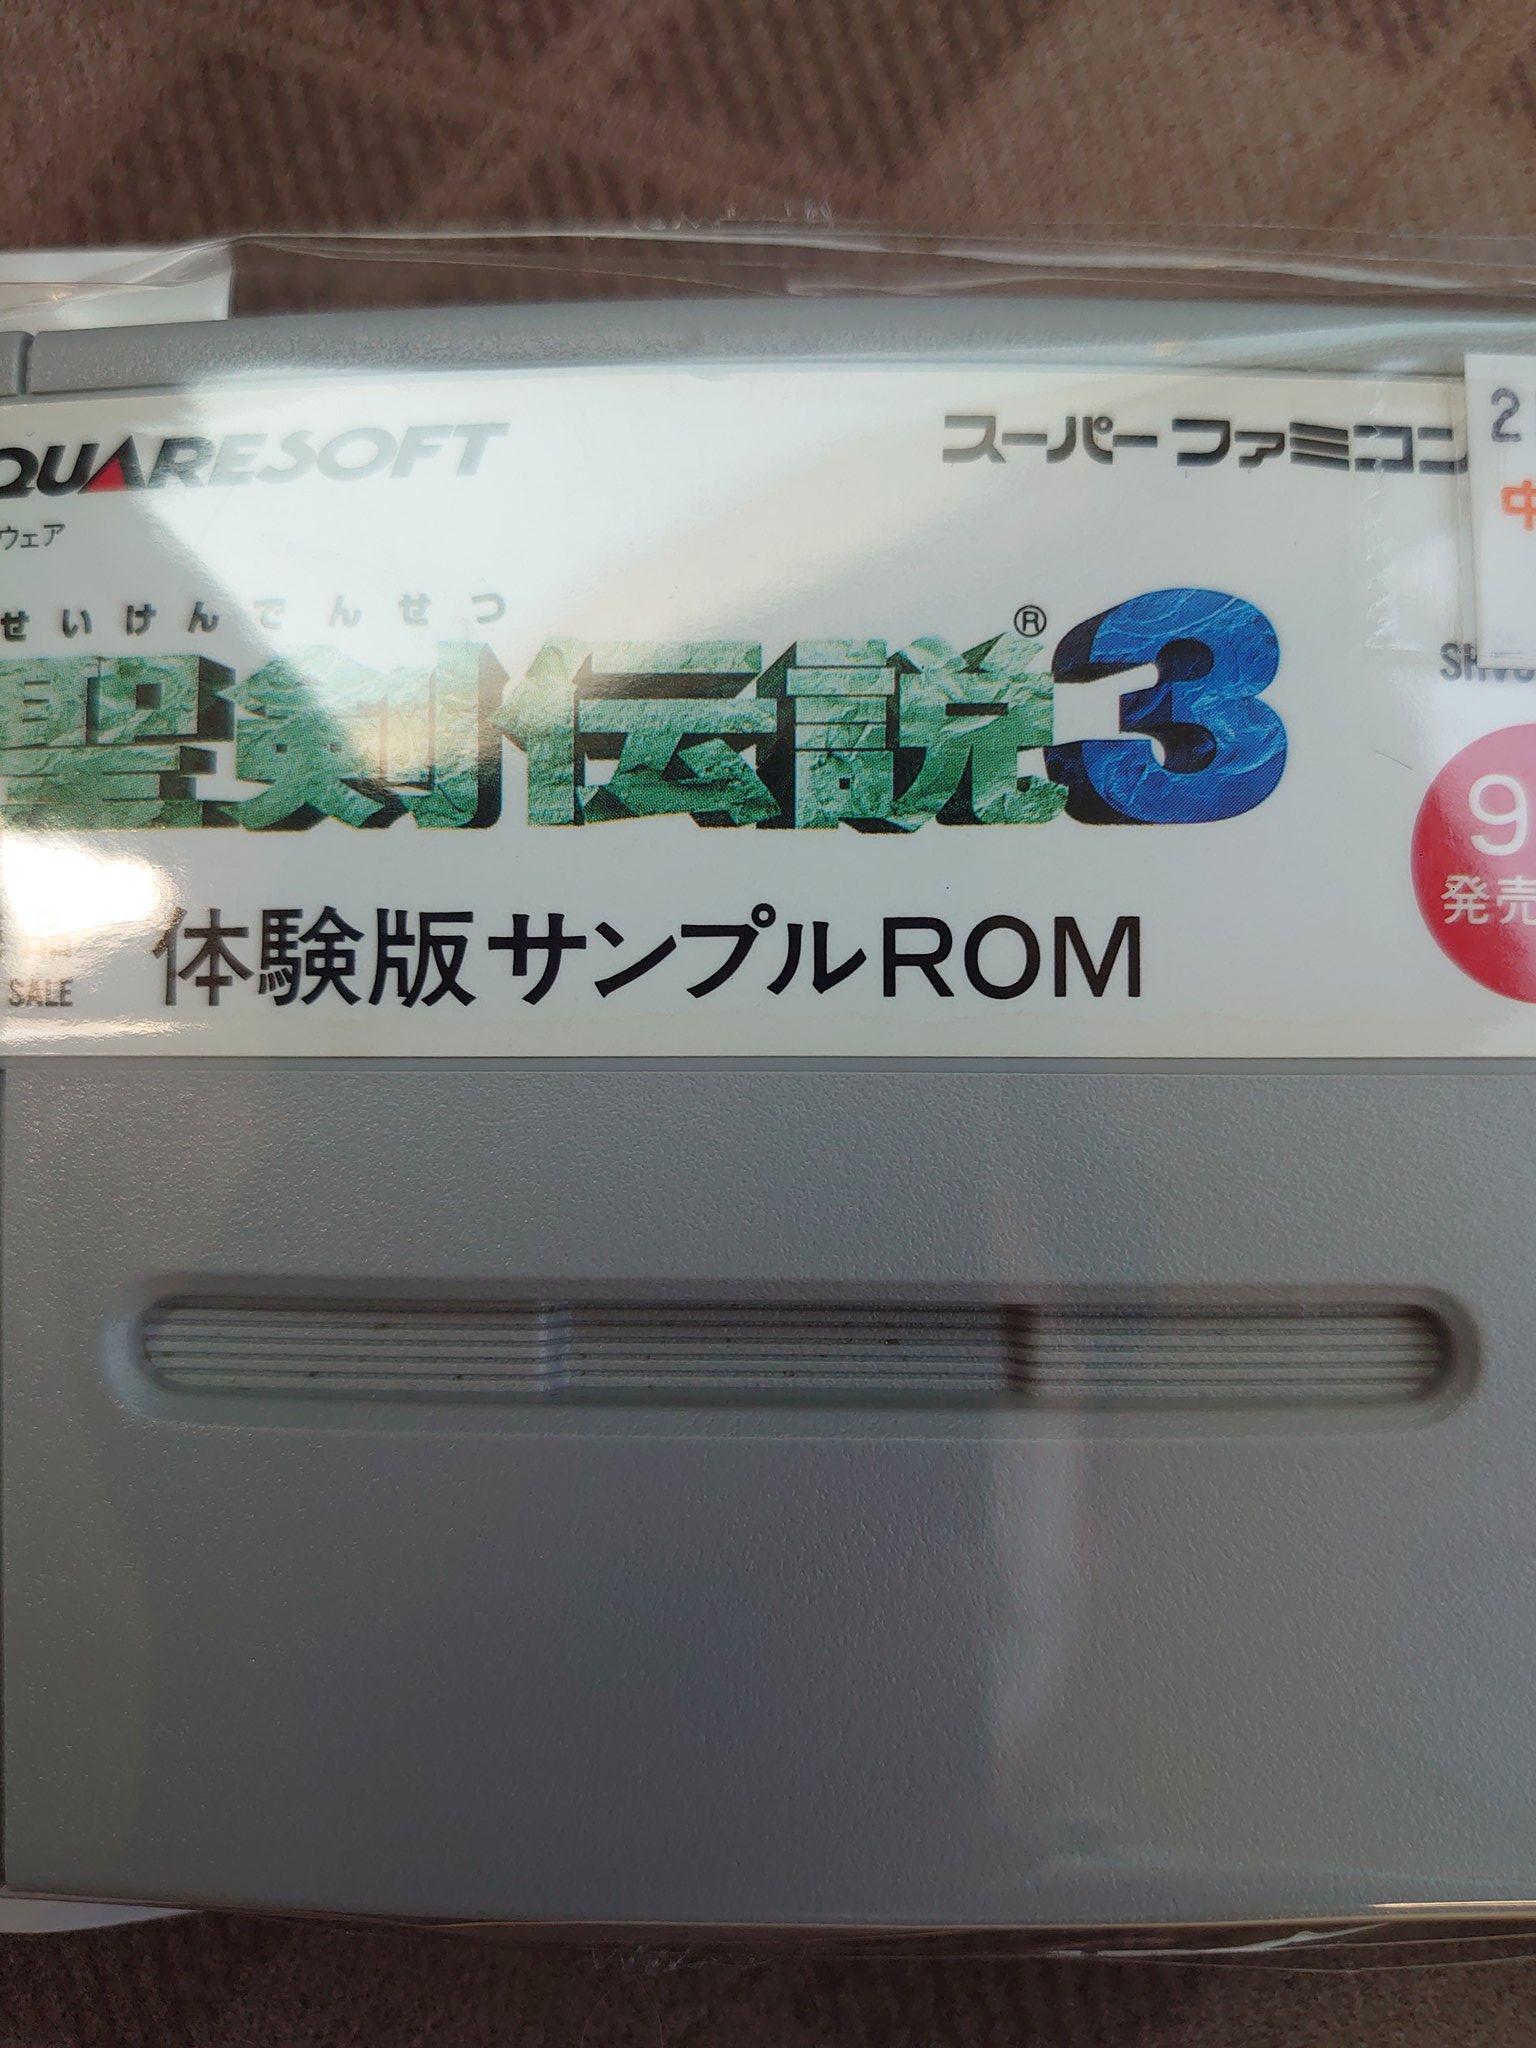 QUARESOFT
スーパーファミコン
2
中
ウェア
せいけんでんせつ
聖剣伝説3®
SHVC
9
発売
SALE
体験版サンプルROM